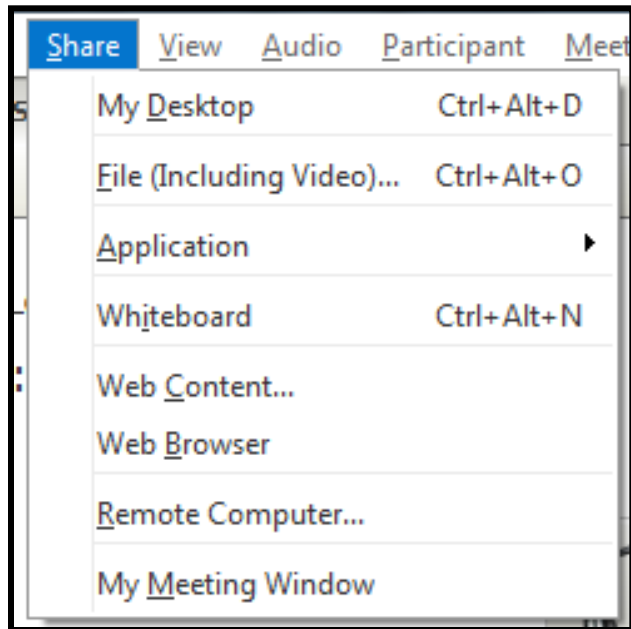 Share View Audio Participant Meet
My Desktop Ctrl+Alt+D
File (Including Video)... Ctrl+Alt+O
Application
Whiteboard Ctrl+Alt+N
Web Content...
Web Browser
Remote Computer...
My Meeting Window